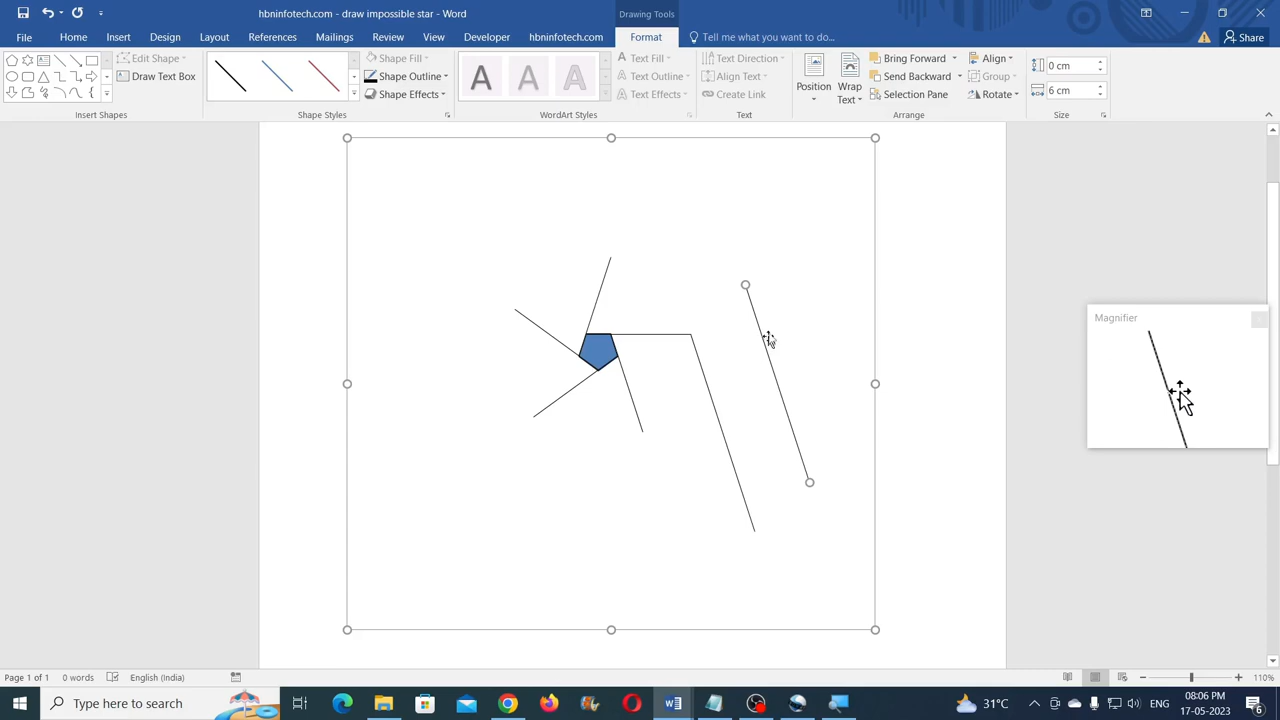 hbninfotech.com - draw impossible star - Word
Drawing Tools
File Home Insert Design Layout References Mailings Review View Developer hbninfotech.com Format Tell me what you want to do... Share
Edit Shape
Draw Text Box
Insert Shapes
Shape Fill
Shape Outline
Shape Effects
Shape Styles
A A A
Text Fill
Text Outline
Text Effects
WordArt Styles
Text Direction
Align Text
Create Link
Text
Position
Wrap
Text
Bring Forward
Send Backward
Selection Pane
Align
Group
Rotate
Arrange
0 cm
6 cm
Size
Magnifier
Page 1 of 1 0 words English (India) 110%
Type here to search
31°C
ENG
08:06 PM
17-05-2023